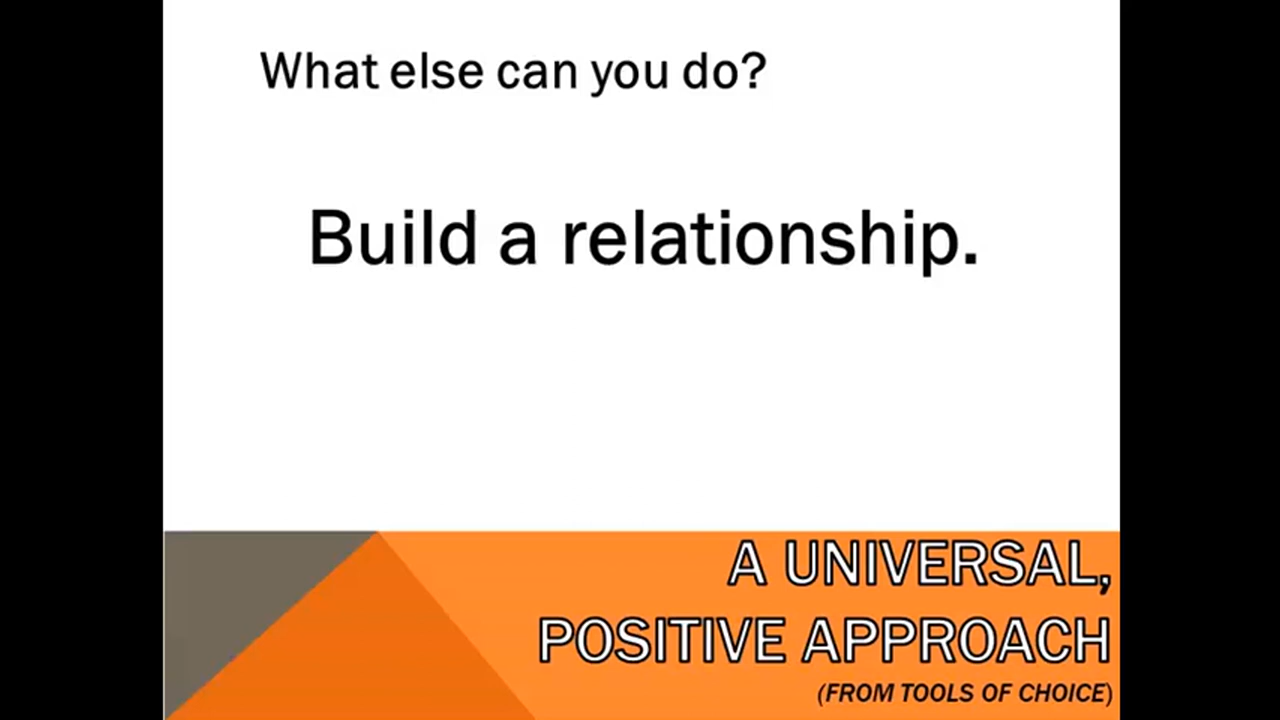 What else can you do?
Build a relationship.
A UNIVERSAL,
POSITIVE APPROACH
(FROM TOOLS OF CHOICE)